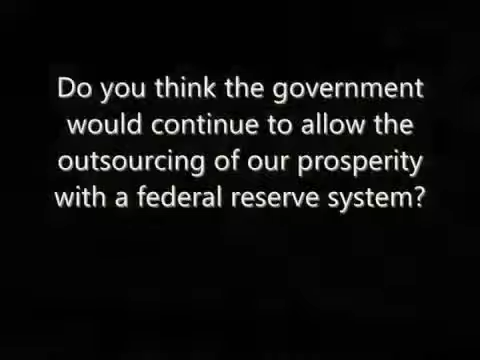 Do you think the government
would continue to allow the
outsourcing of our prosperity
with a federal reserve system?